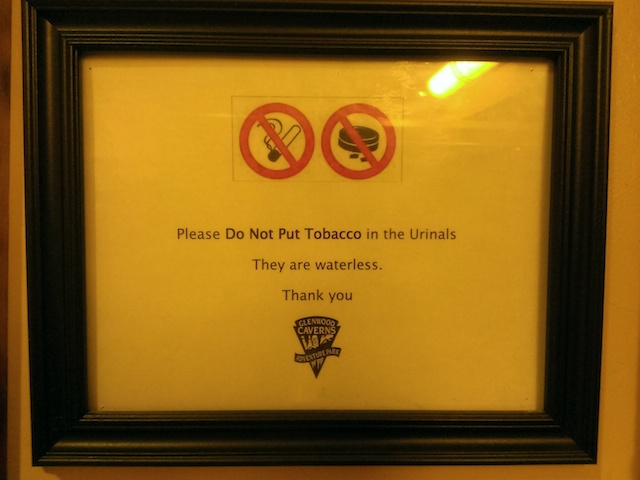 Please Do Not Put Tobacco in the Urinals
They are waterless.
Thank you
GLENWOOD
CAVERNS
ADVENTURE PARK